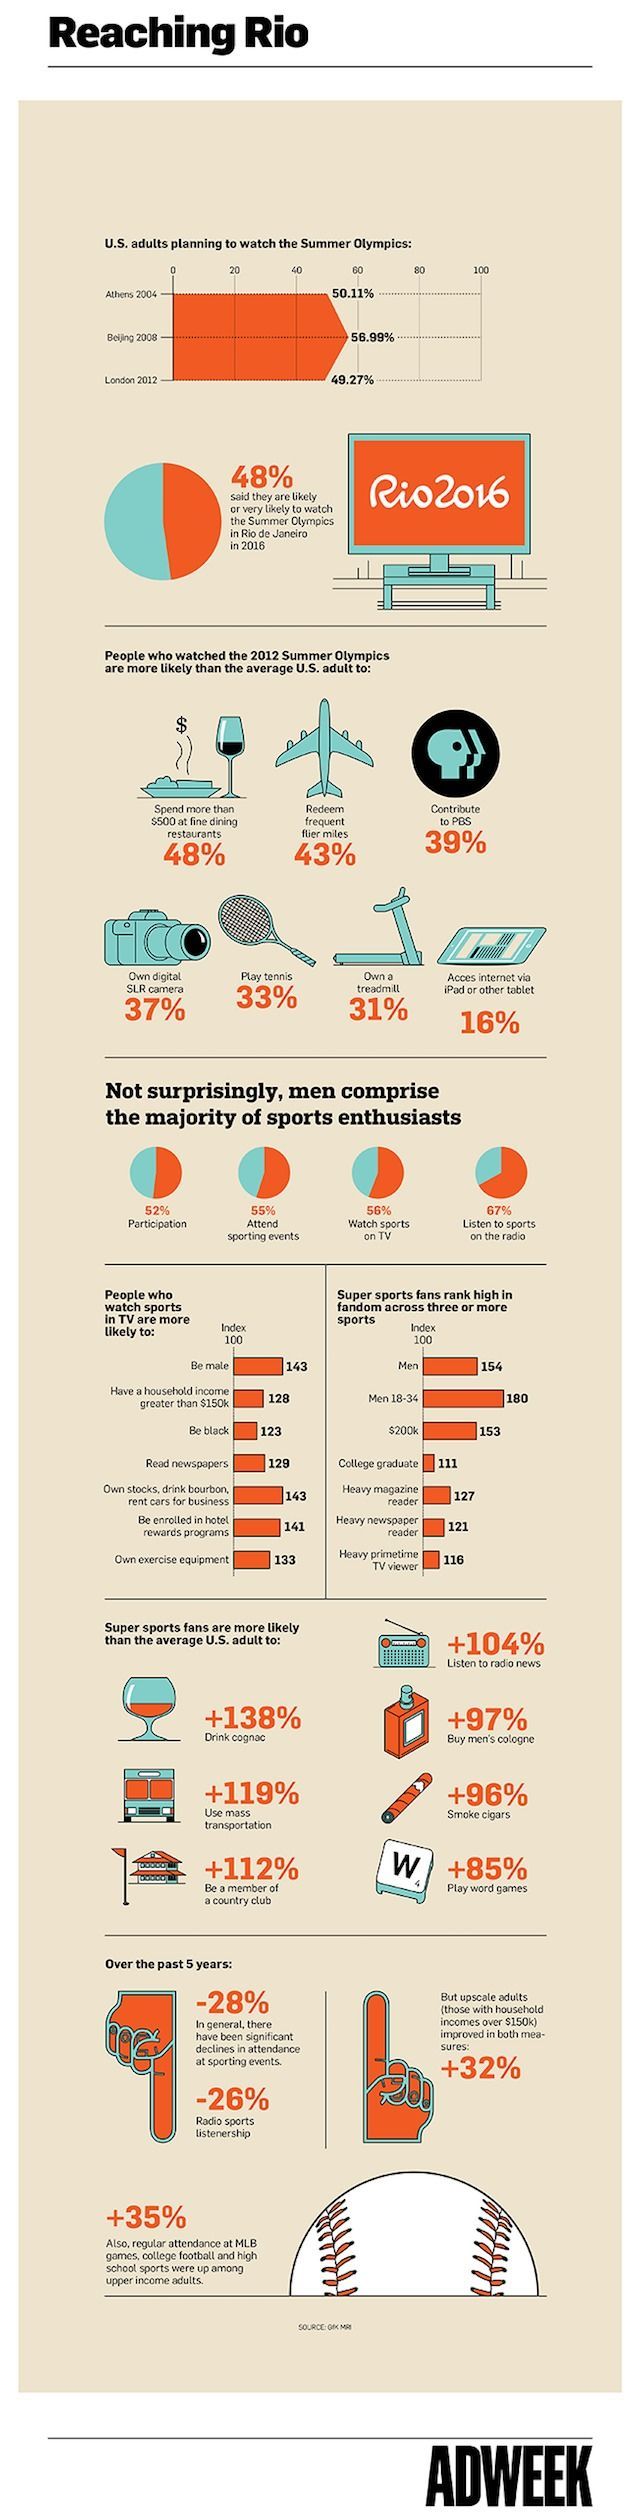 Reaching Rio
U.S. adults planning to watch the Summer Olympics:
0 20 40 60 80 100
Athens 2004 50.11%
Beijing 2008 56.99%
London 2012 49.27%
48%
said they are likely
or very likely to watch
the Summer Olympics
in Rio de Janeiro
in 2016
Rio2016
People who watched the 2012 Summer Olympics
are more likely than the average U.S. adult to:
$
Spend more than
$500 at fine dining
restaurants
48%
Redeem
frequent
flier miles
43%
Contribute
to PBS
39%
Own digital
SLR camera
37%
Play tennis
33%
Own a
treadmill
31%
Acces internet via
iPad or other tablet
16%
Not surprisingly, men comprise
the majority of sports enthusiasts
52%
Participation
55%
Attend
sporting events
56%
Watch sports
on TV
67%
Listen to sports
on the radio
People who
watch sports
in TV are more
likely to:
Index
100
Be male 143
Have a household income
greater than $150k 128
Be black 123
Read newspapers 129
Own stocks, drink bourbon,
rent cars for business 143
Be enrolled in hotel
rewards programs 141
Own exercise equipment 133
Super sports fans rank high in
fandom across three or more
sports
Index
100
Men 154
Men 18-34 180
$200k 153
College graduate 111
Heavy magazine
reader 127
Heavy newspaper
reader 121
Heavy primetime
TV viewer 116
Super sports fans are more likely
than the average U.S. adult to:
+138%
Drink cognac
+119%
Use mass
transportation
+112%
Be a member of
a country club
+104%
Listen to radio news
+97%
Buy men's cologne
+96%
Smoke cigars
W
4
+85%
Play word games
Over the past 5 years:
-28%
In general, there
have been significant
declines in attendance
at sporting events.
-26%
Radio sports
listenership
But upscale adults
(those with household
incomes over $150k)
improved in both mea-
sures:
+32%
+35%
Also, regular attendance at MLB
games, college football and high
school sports were up among
upper income adults.
SOURCE: GfK MRI
ADWEEK